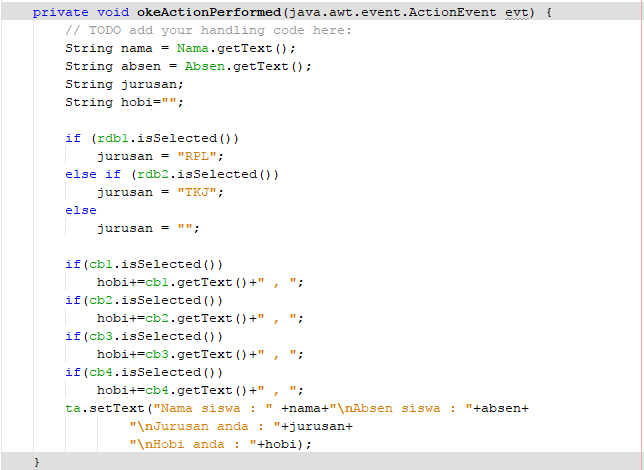 private void okeActionPerformed(java.awt.event.ActionEvent evt) {
// TODO add your handling code here:
String nama = Nama.getText();
String absen = Absen.getText();
String jurusan;
String hobi="";
if (rdb1.isSelected())
jurusan = "RPL";
else if (rdb2.isSelected())
jurusan = "TKJ";
else
jurusan = "";
if(cb1.isSelected())
hobi+=cb1.getText()+" , ";
if(cb2.isSelected())
hobi+=cb2.getText()+" , ";
if(cb3.isSelected())
hobi+=cb3.getText()+" , ";
if(cb4.isSelected())
hobi+=cb4.getText()+" , ";
ta.setText("Nama siswa : " +nama+"\nAbsen siswa : "+absen+
"\nJurusan anda : "+jurusan+
"\nHobi anda : "+hobi);
}